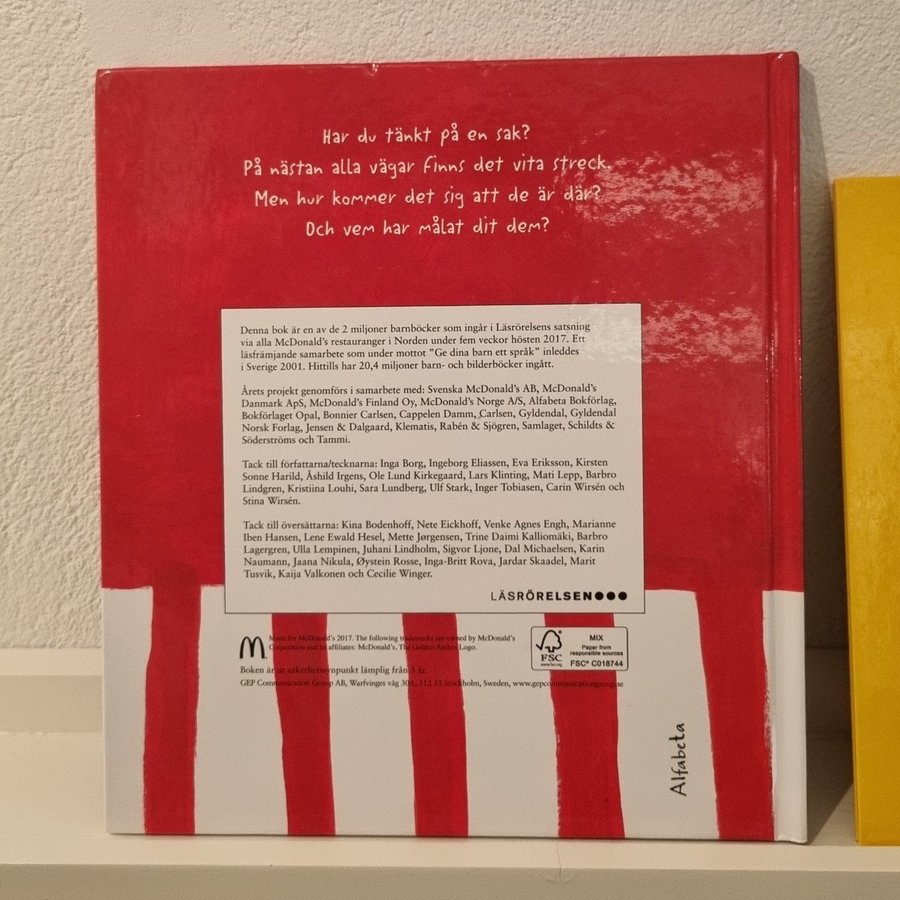 Har du tänkt på en sak?
På nästan alla vägar finns det vita streck.
Men hur kommer det sig att de är där?
Och vem har målat dit dem?
Denna bok är en av de 2 miljoner barnböcker som ingår i Läsrörelsens satsning
via alla McDonald's restauranger i Norden under fem veckor hösten 2017. Ett
läsfrämjande samarbete som under mottot "Ge dina barn ett språk" inleddes
i Sverige 2001. Hittills har 20,4 miljoner barn- och bilderböcker ingått.
Årets projekt genomförs i samarbete med: Svenska McDonald's AB, McDonald's
Danmark ApS, McDonald's Finland Oy, McDonald's Norge A/S, Alfabeta Bokförlag,
Bokförlaget Opal, Bonnier Carlsen, Cappelen Damm, Carlsen, Gyldendal, Gyldendal
Norsk Forlag, Jensen & Dalgaard, Klematis, Rabén & Sjögren, Samlaget, Schildts &
Söderströms och Tammi.
Tack till författarna/tecknarna: Inga Borg, Ingeborg Eliassen, Eva Eriksson, Kirsten
Sonne Harild, Åshild Irgens, Ole Lund Kirkegaard, Lars Klinting, Mati Lepp, Barbro
Lindgren, Kristiina Louhi, Sara Lundberg, Ulf Stark, Inger Tobiasen, Carin Wirsén och
Stina Wirsén.
Tack till översättarna: Kina Bodenhoff, Nete Eickhoff, Venke Agnes Engh, Marianne
Iben Hansen, Lene Ewald Hesel, Mette Jørgensen, Trine Daimi Kalliomäki, Barbro
Lagergren, Ulla Lempinen, Juhani Lindholm, Sigvor Ljone, Dal Michaelsen, Karin
Naumann, Jaana Nikula, Øystein Rosse, Inga-Britt Rova, Jardar Skaadel, Marit
Tusvik, Kaija Valkonen och Cecilie Winger.
LÄSRÖRELSEN
Made for McDonald's 2017. The following trademarks are owned by McDonald's
Corporation and its affiliates: McDonald's, The Golden Arches Logo.
Boken är ur säkerhetssynpunkt lämplig från 3 år.
GEP Communication Group AB, Warfvinges väg 30A, 112 51 Stockholm, Sweden, www.gepcommunicationgroup.se
FSC
www.fsc.org
MIX
Paper from
responsible sources
FSC® C018744
Alfabeta